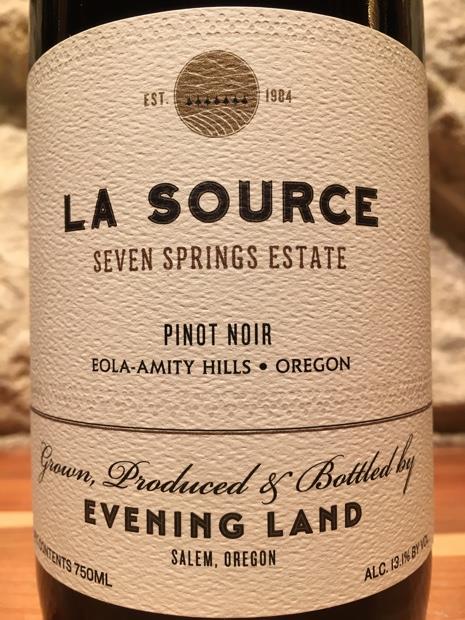 EST. 1984
LA SOURCE
SEVEN SPRINGS ESTATE
PINOT NOIR
EOLA-AMITY HILLS • OREGON
Grown, Produced & Bottled by
EVENING LAND
SALEM, OREGON
CONTENTS 750ML
ALC. 13.1% BY VOL.